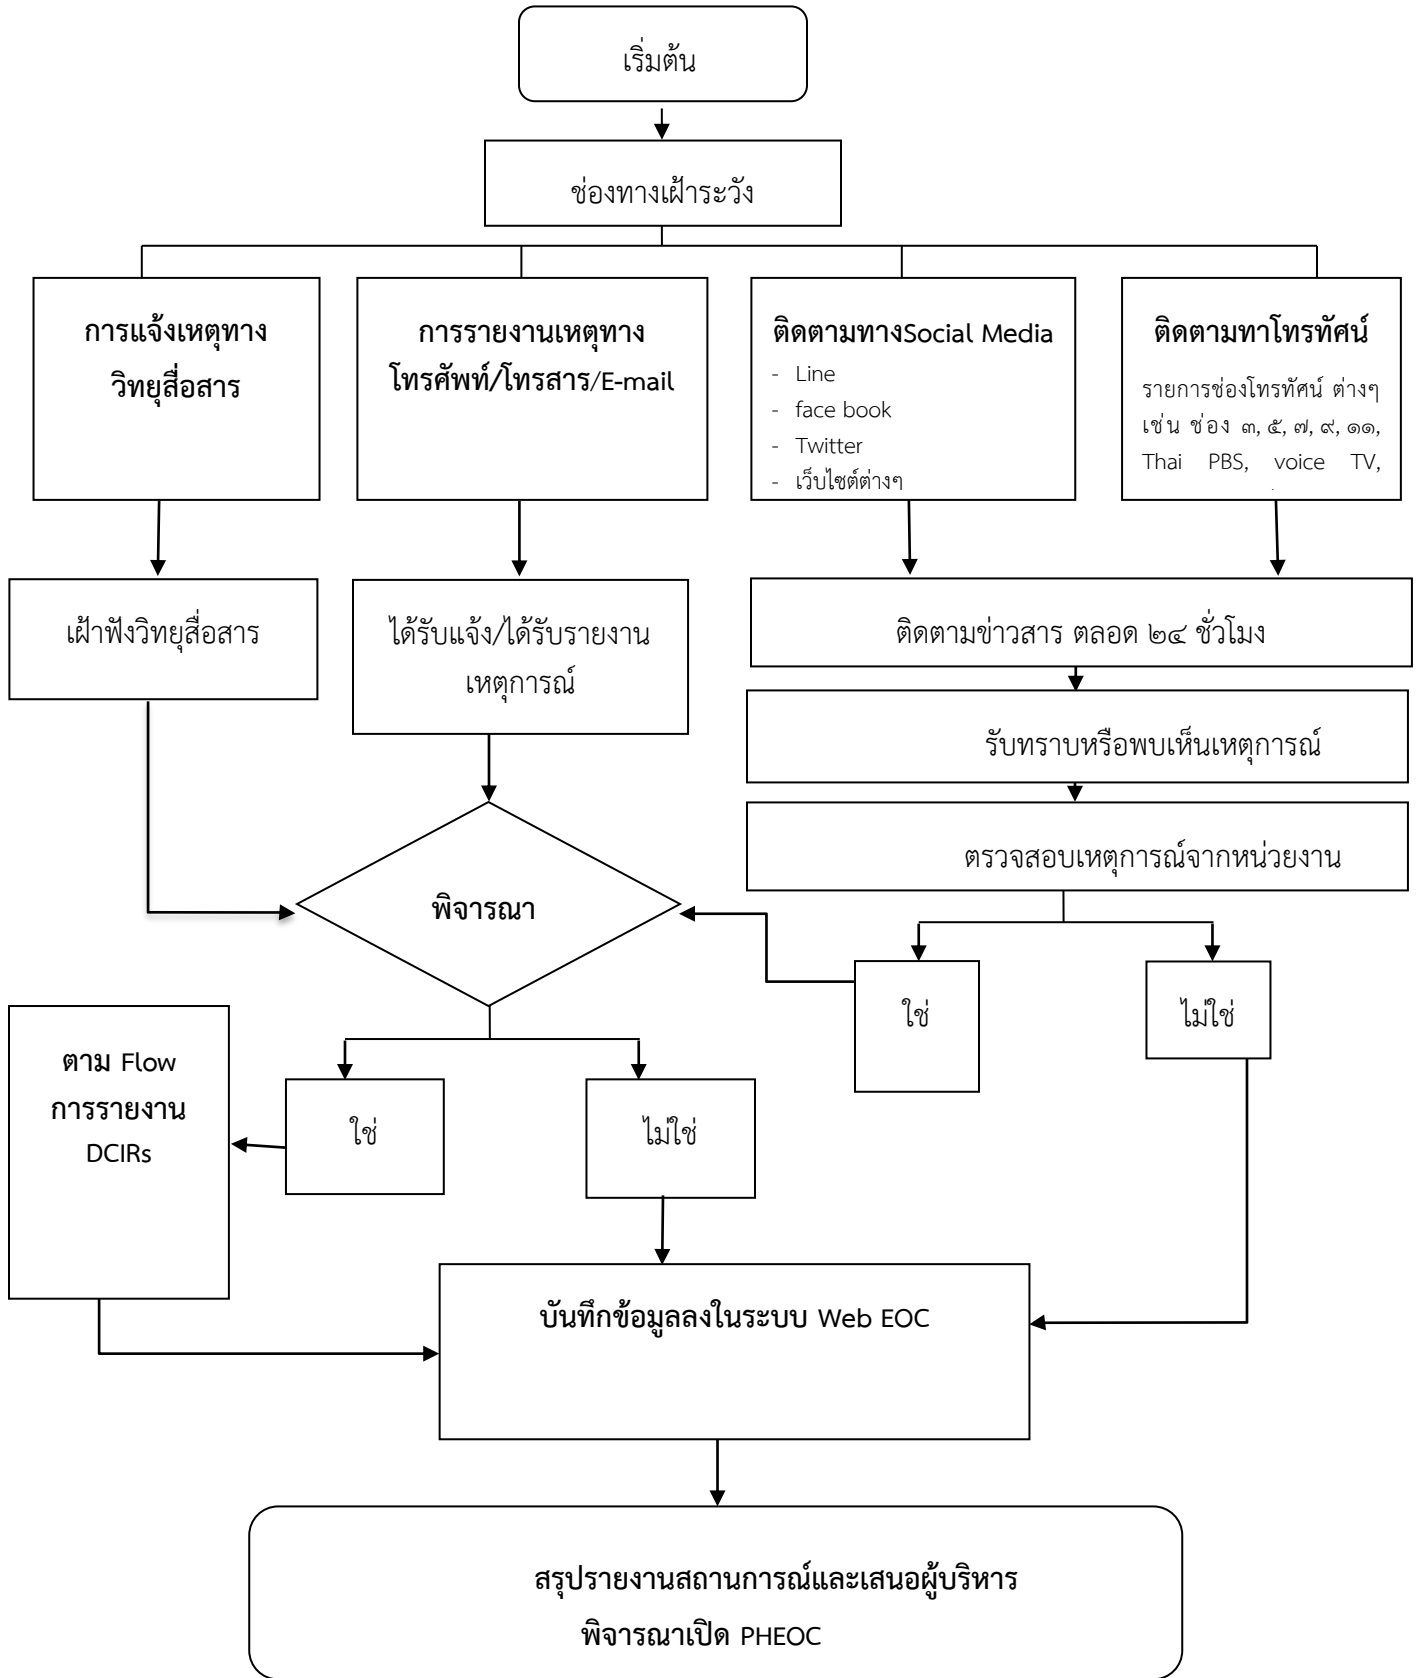 เริ่มต้น
ช่องทางเฝ้าระวัง
การแจ้งเหตุทาง
วิทยุสื่อสาร
การรายงานเหตุทาง
โทรศัพท์/โทรสาร/E-mail
ติดตามทางSocial Media
- Line
- face book
- Twitter
- เว็บไซต์ต่างๆ
ติดตามทาโทรทัศน์
รายการช่องโทรทัศน์ ต่างๆ
เช่น ช่อง ๓, ๕, ๗, ๙, ๑๑,
Thai PBS, voice TV,
เฝ้าฟังวิทยุสื่อสาร
ได้รับแจ้ง/ได้รับรายงาน
เหตุการณ์
ติดตามข่าวสาร ตลอด ๒๔ ชั่วโมง
รับทราบหรือพบเห็นเหตุการณ์
ตรวจสอบเหตุการณ์จากหน่วยงาน
พิจารณา
ใช่
ไม่ใช่
ตาม Flow
การรายงาน
DCIRs
ใช่
ไม่ใช่
บันทึกข้อมูลลงในระบบ Web EOC
สรุปรายงานสถานการณ์และเสนอผู้บริหาร
พิจารณาเปิด PHEOC